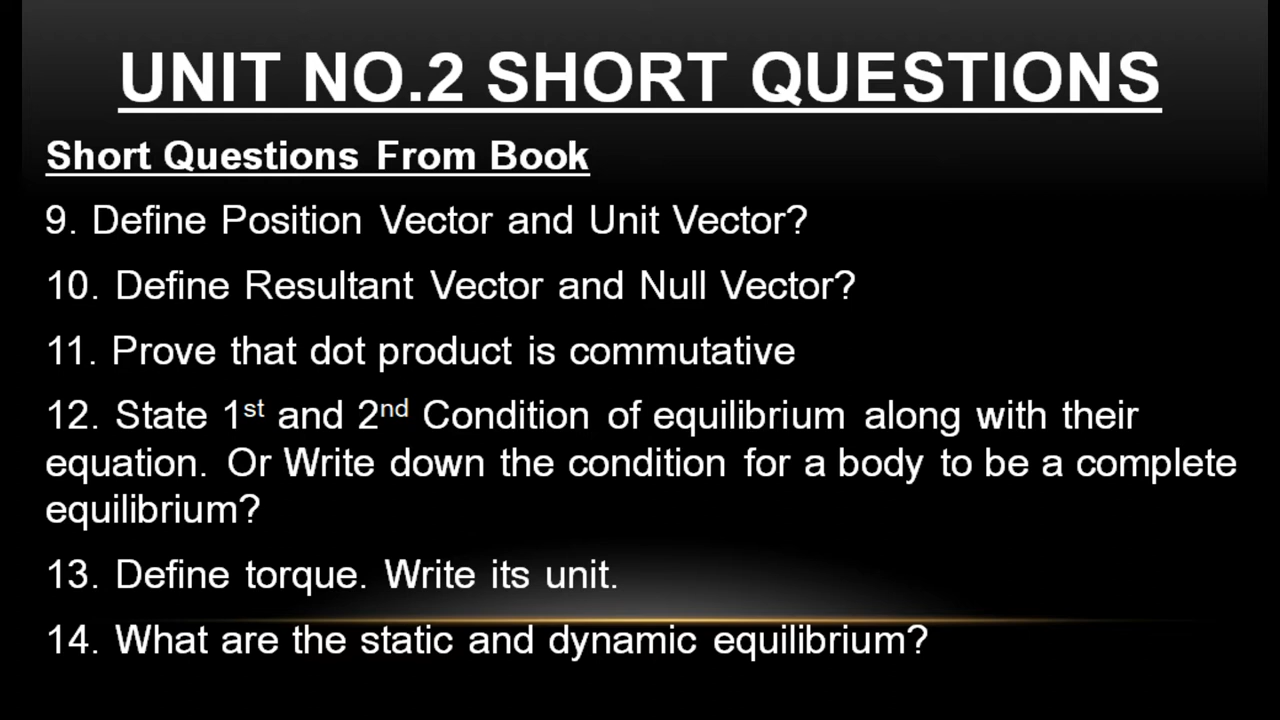 UNIT NO.2 SHORT QUESTIONS
Short Questions From Book
9. Define Position Vector and Unit Vector?
10. Define Resultant Vector and Null Vector?
11. Prove that dot product is commutative
12. State 1st and 2nd Condition of equilibrium along with their
equation. Or Write down the condition for a body to be a complete
equilibrium?
13. Define torque. Write its unit.
14. What are the static and dynamic equilibrium?